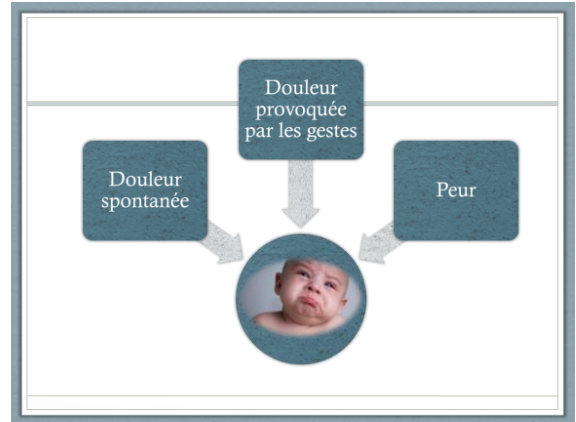 Douleur
provoquée
par les gestes
Douleur
spontanée
Peur